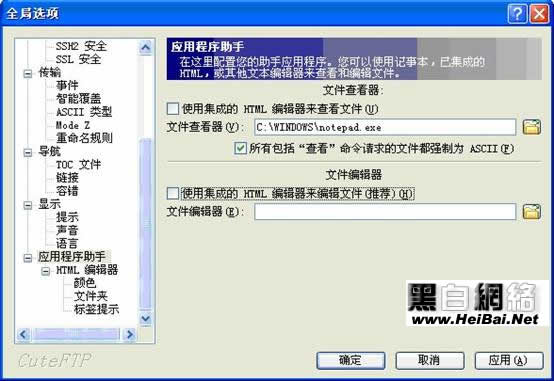 全局选项
SSH2 安全
SSL 安全
传输
事件
智能覆盖
ASCII 类型
Mode Z
重命名规则
导航
TOC 文件
链接
容错
显示
提示
声音
语言
应用程序助手
HTML 编辑器
颜色
文件夹
标签提示
应用程序助手
在这里配置您的助手应用程序。您可以使用记事本，已集成的
HTML，或其他文本编辑器来查看和编辑文件。
文件查看器:
使用集成的 HTML 编辑器来查看文件(U)
文件查看器(V): C:\WINDOWS\notepad.exe
所有包括“查看”命令请求的文件都强制为 ASCII(F)
文件编辑器
使用集成的 HTML 编辑器来编辑文件(推荐)(H)
文件编辑器(E):
黑白網絡
www.HeiBai.Net
CuteFTP
确定
取消
应用(A)